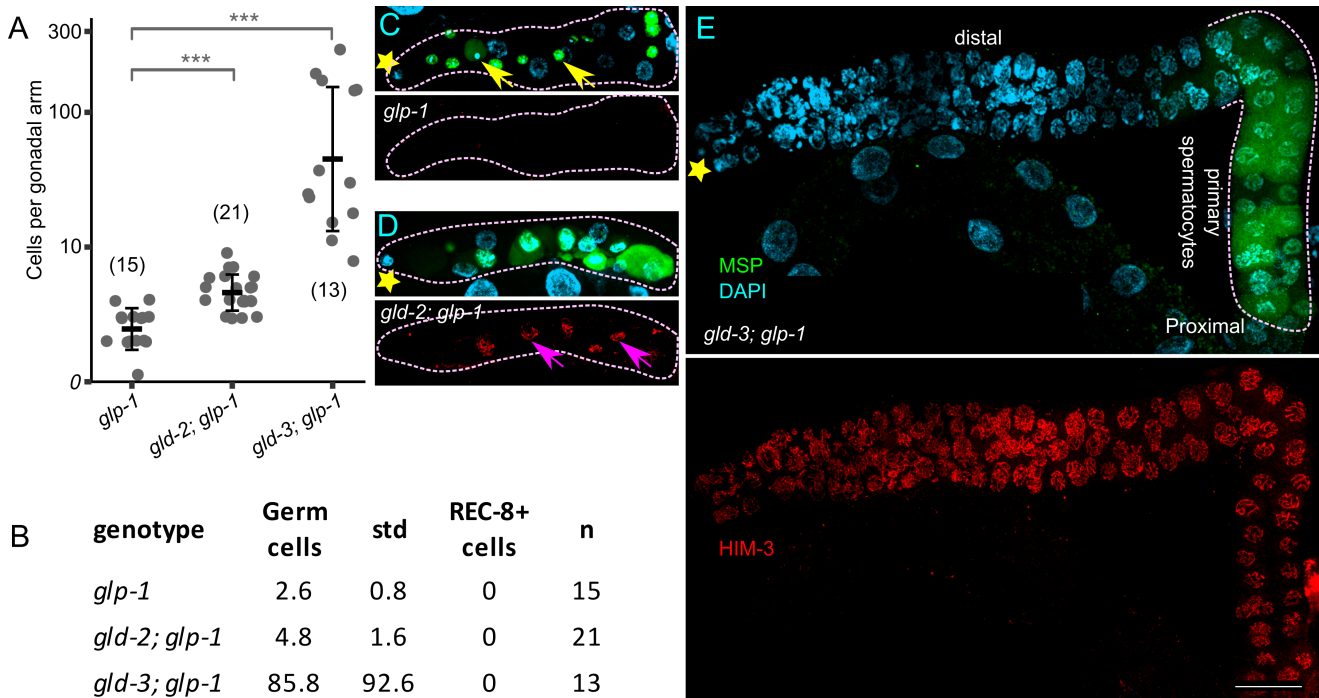 A
Cells per gonadal arm
300
100
10
0
***
***
(15)
(21)
(13)
glp-1
gld-2; glp-1
gld-3; glp-1
B
genotype Germ cells std REC-8+ cells n
glp-1 2.6 0.8 0 15
gld-2; glp-1 4.8 1.6 0 21
gld-3; glp-1 85.8 92.6 0 13
C
glp-1
D
gld-2; glp-1
E
distal
primary
spermatocytes
MSP
DAPI
Proximal
gld-3; glp-1
HIM-3